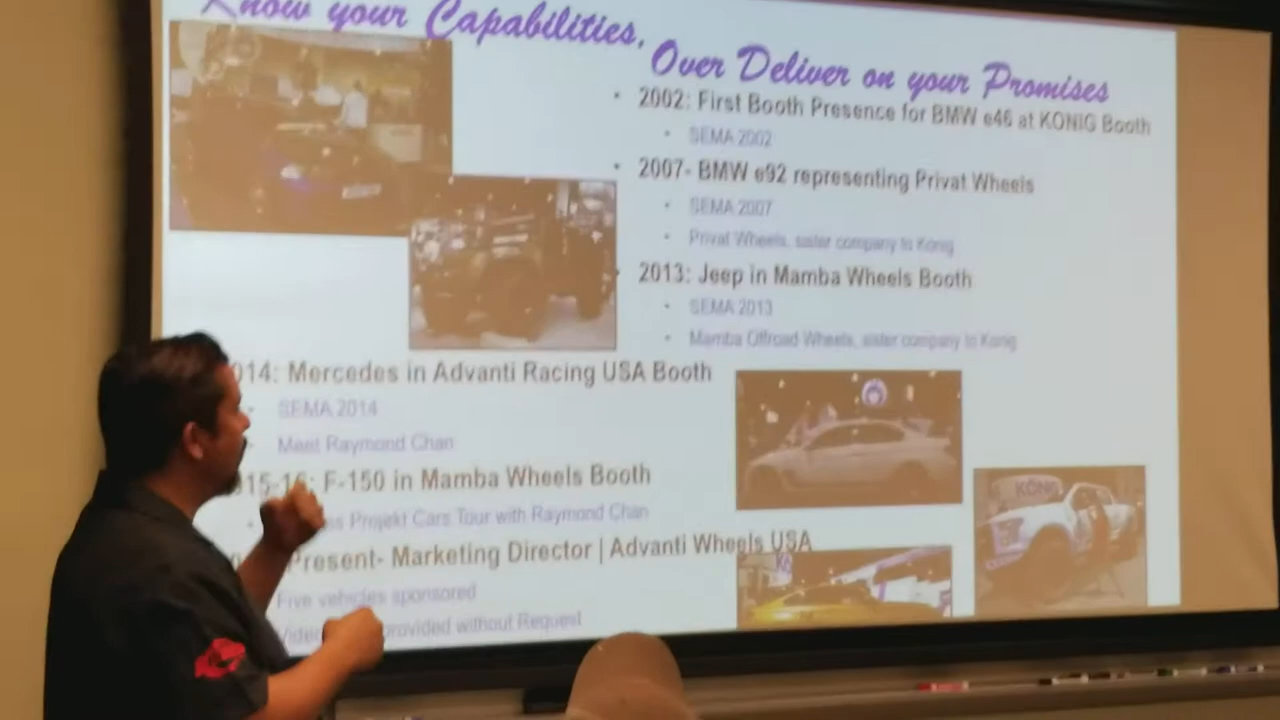 Know your Capabilities,
Over Deliver on your Promises
• 2002: First Booth Presence for BMW e46 at KONIG Booth
• SEMA 2002
• 2007- BMW e92 representing Privat Wheels
• SEMA 2007
• Privat Wheels, sister company to Konig
• 2013: Jeep in Mamba Wheels Booth
• SEMA 2013
• Mamba Offroad Wheels, sister company to Konig
014: Mercedes in Advanti Racing USA Booth
• SEMA 2014
• Meet Raymond Chan
015-16: F-150 in Mamba Wheels Booth
• Projekt Cars Tour with Raymond Chan
Present- Marketing Director | Advanti Wheels USA
Five vehicles sponsored
provided without Request
KONIG